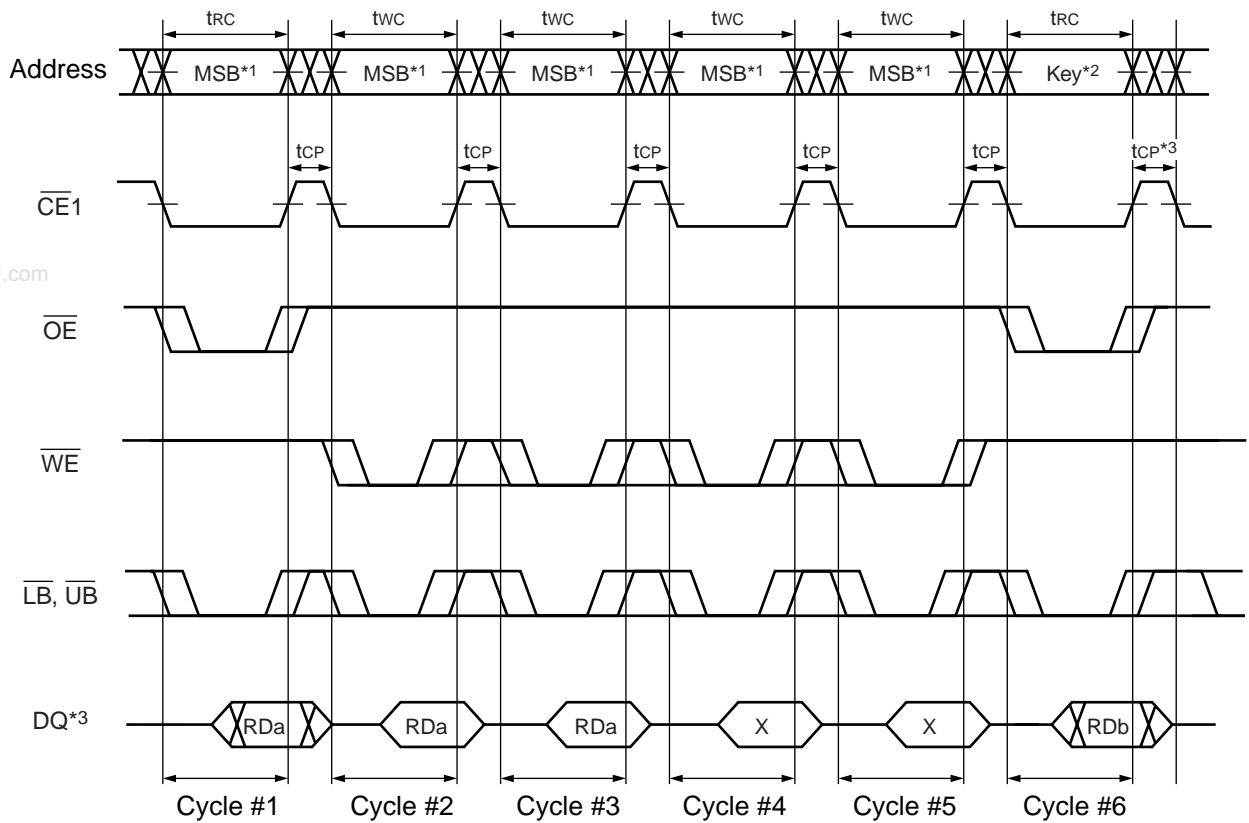 tRC tWC tWC tWC tWC tRC
Address MSB*1 MSB*1 MSB*1 MSB*1 MSB*1 Key*2
tCP tCP tCP tCP tCP tCP*3
CE1
.com
OE
WE
LB, UB
DQ*3 RDa RDa RDa X X RDb
Cycle #1 Cycle #2 Cycle #3 Cycle #4 Cycle #5 Cycle #6